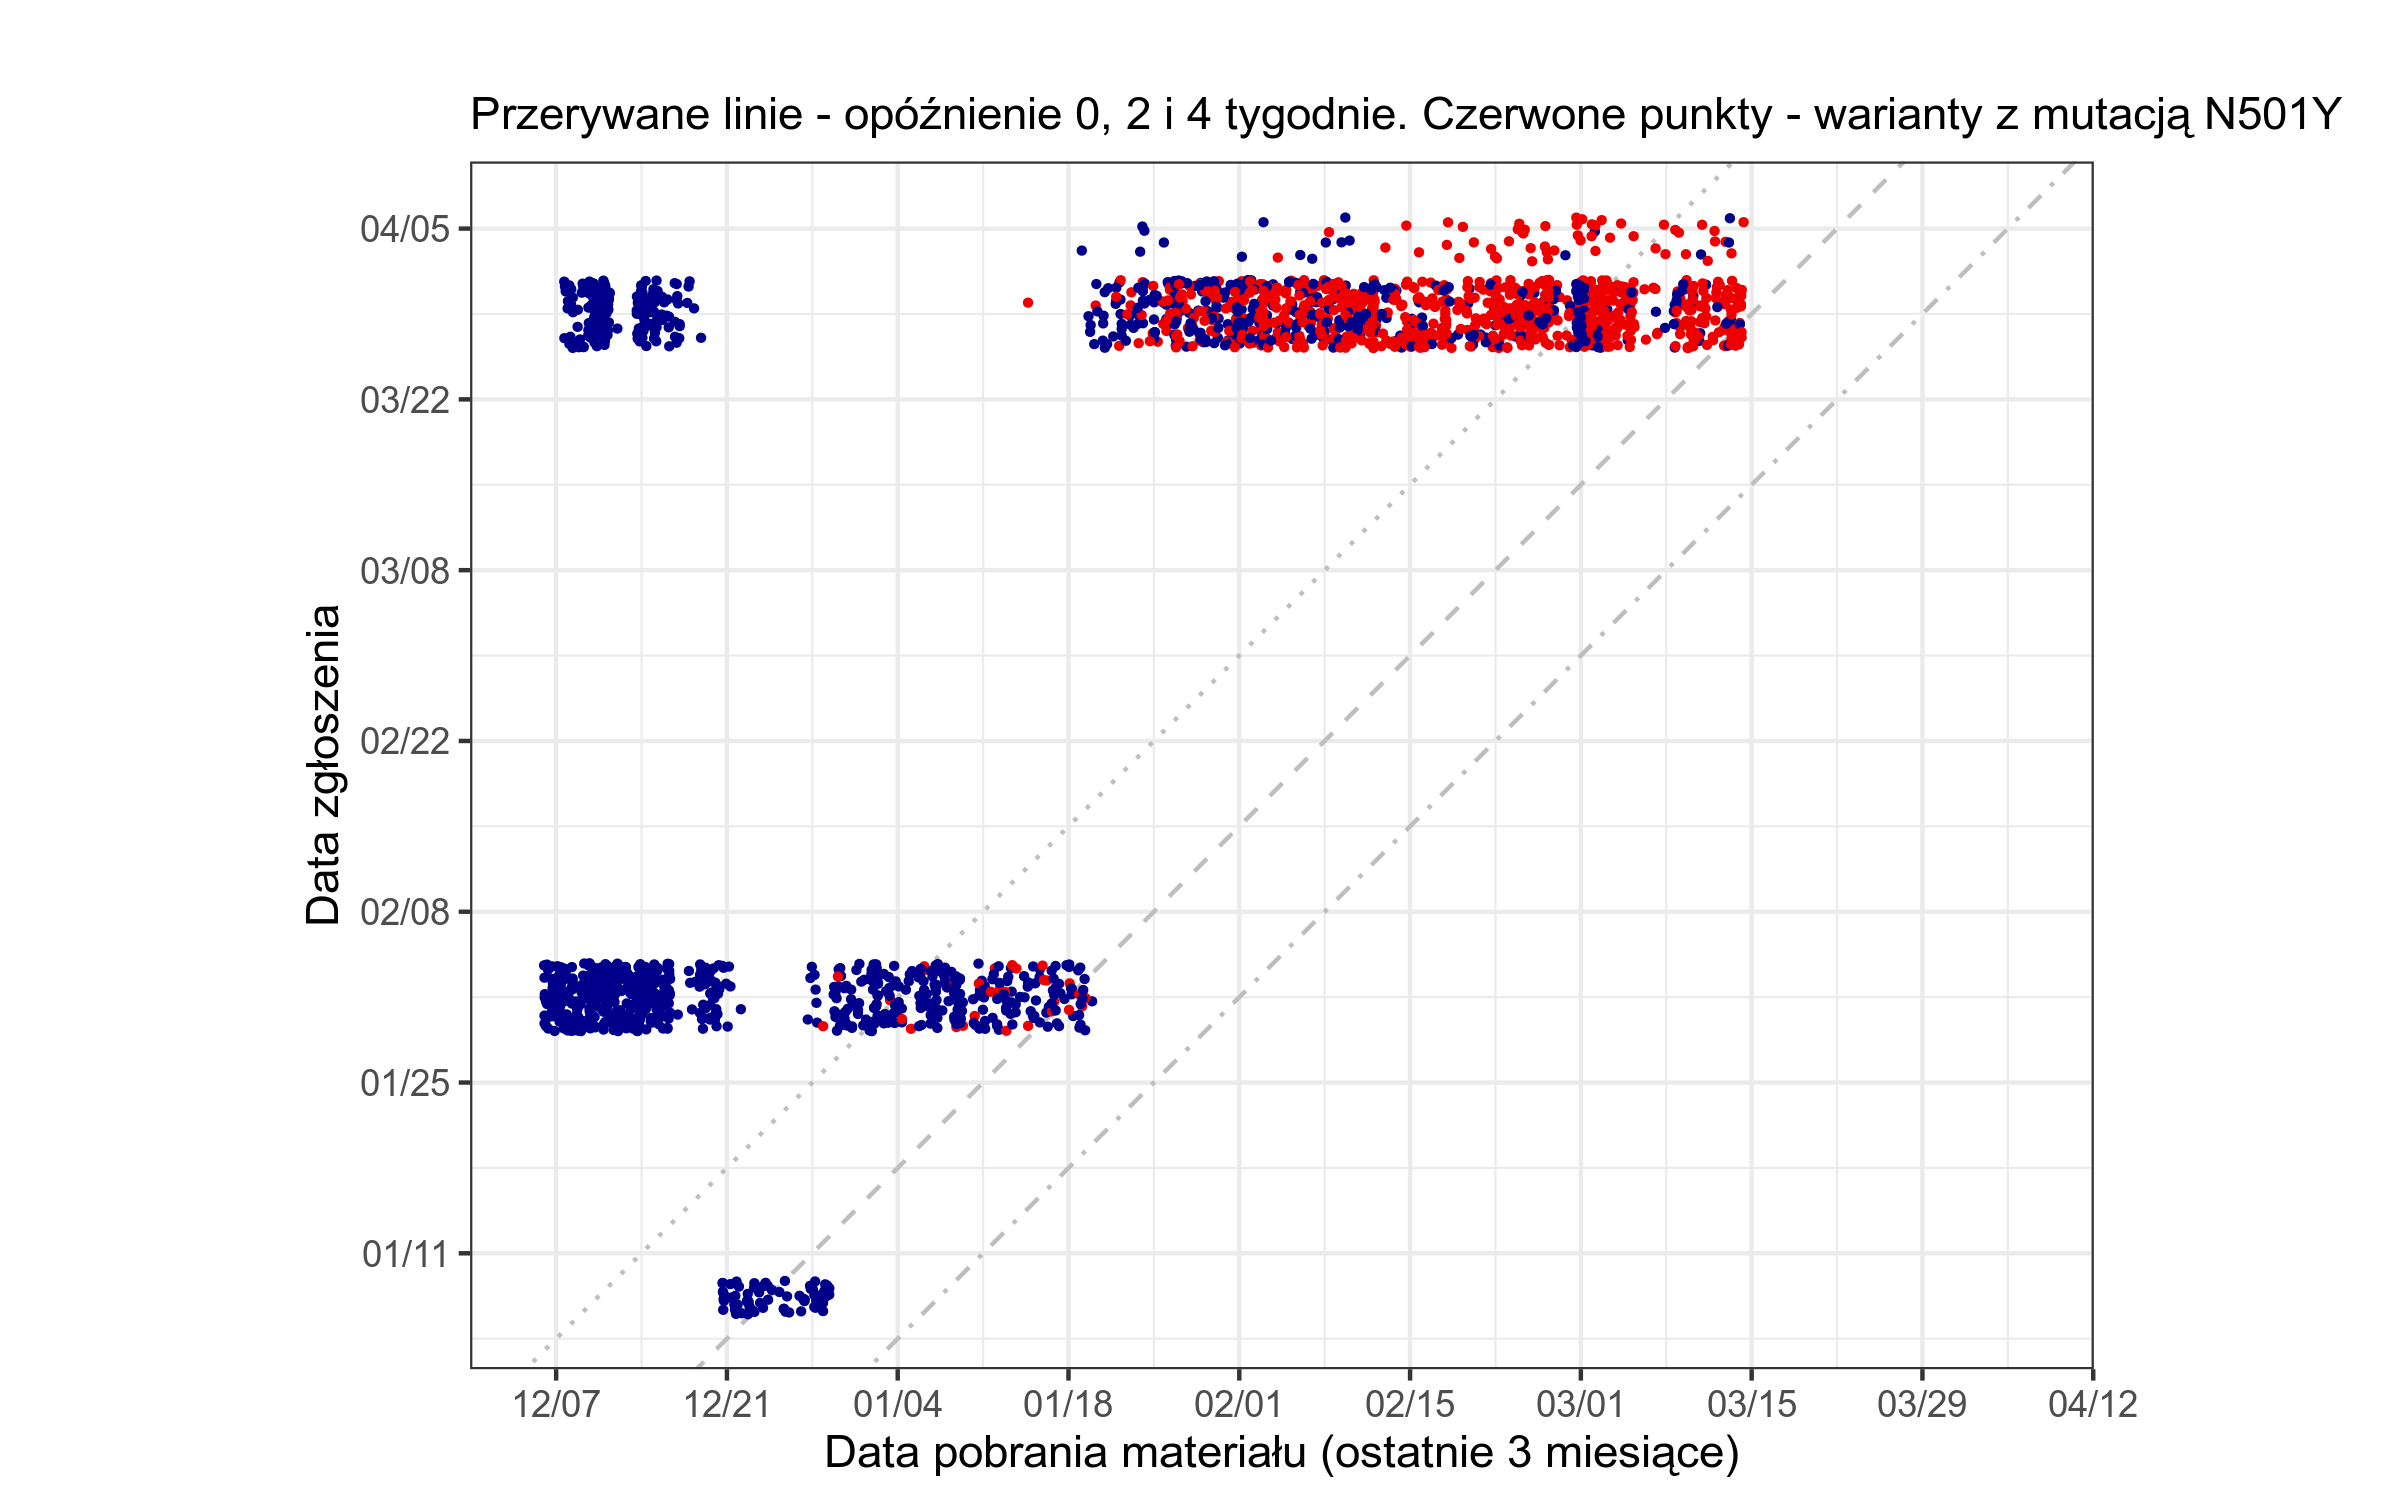 Przerywane linie - opóźnienie 0, 2 i 4 tygodnie. Czerwone punkty - warianty z mutacją N501Y
Data zgłoszenia
04/05
03/22
03/08
02/22
02/08
01/25
01/11
12/07 12/21 01/04 01/18 02/01 02/15 03/01 03/15 03/29 04/12
Data pobrania materiału (ostatnie 3 miesiące)